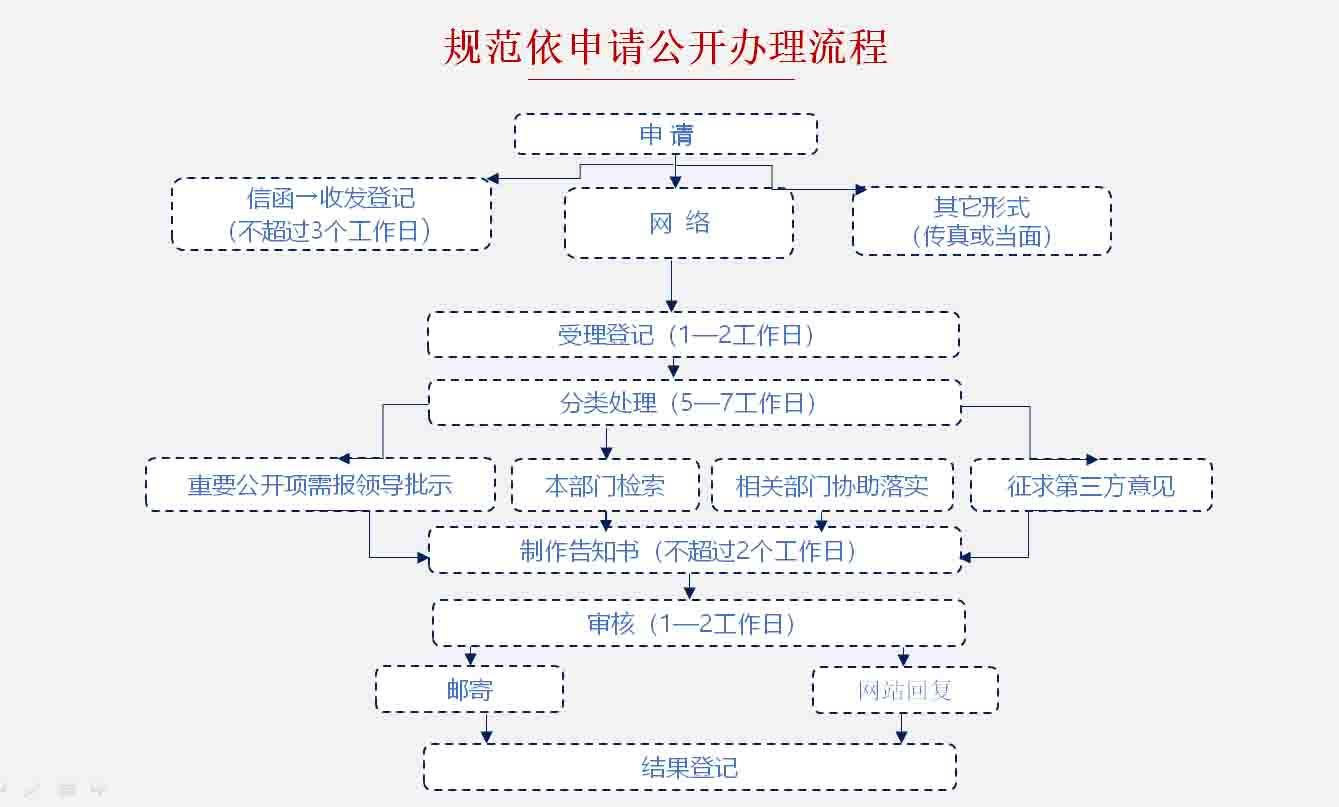 规范依申请公开办理流程
申 请
信函→收发登记
（不超过3个工作日）
网 络
其它形式
（传真或当面）
受理登记（1—2工作日）
分类处理（5—7工作日）
重要公开项需报领导批示
本部门检索
相关部门协助落实
征求第三方意见
制作告知书（不超过2个工作日）
审核（1—2工作日）
邮寄
网站回复
结果登记